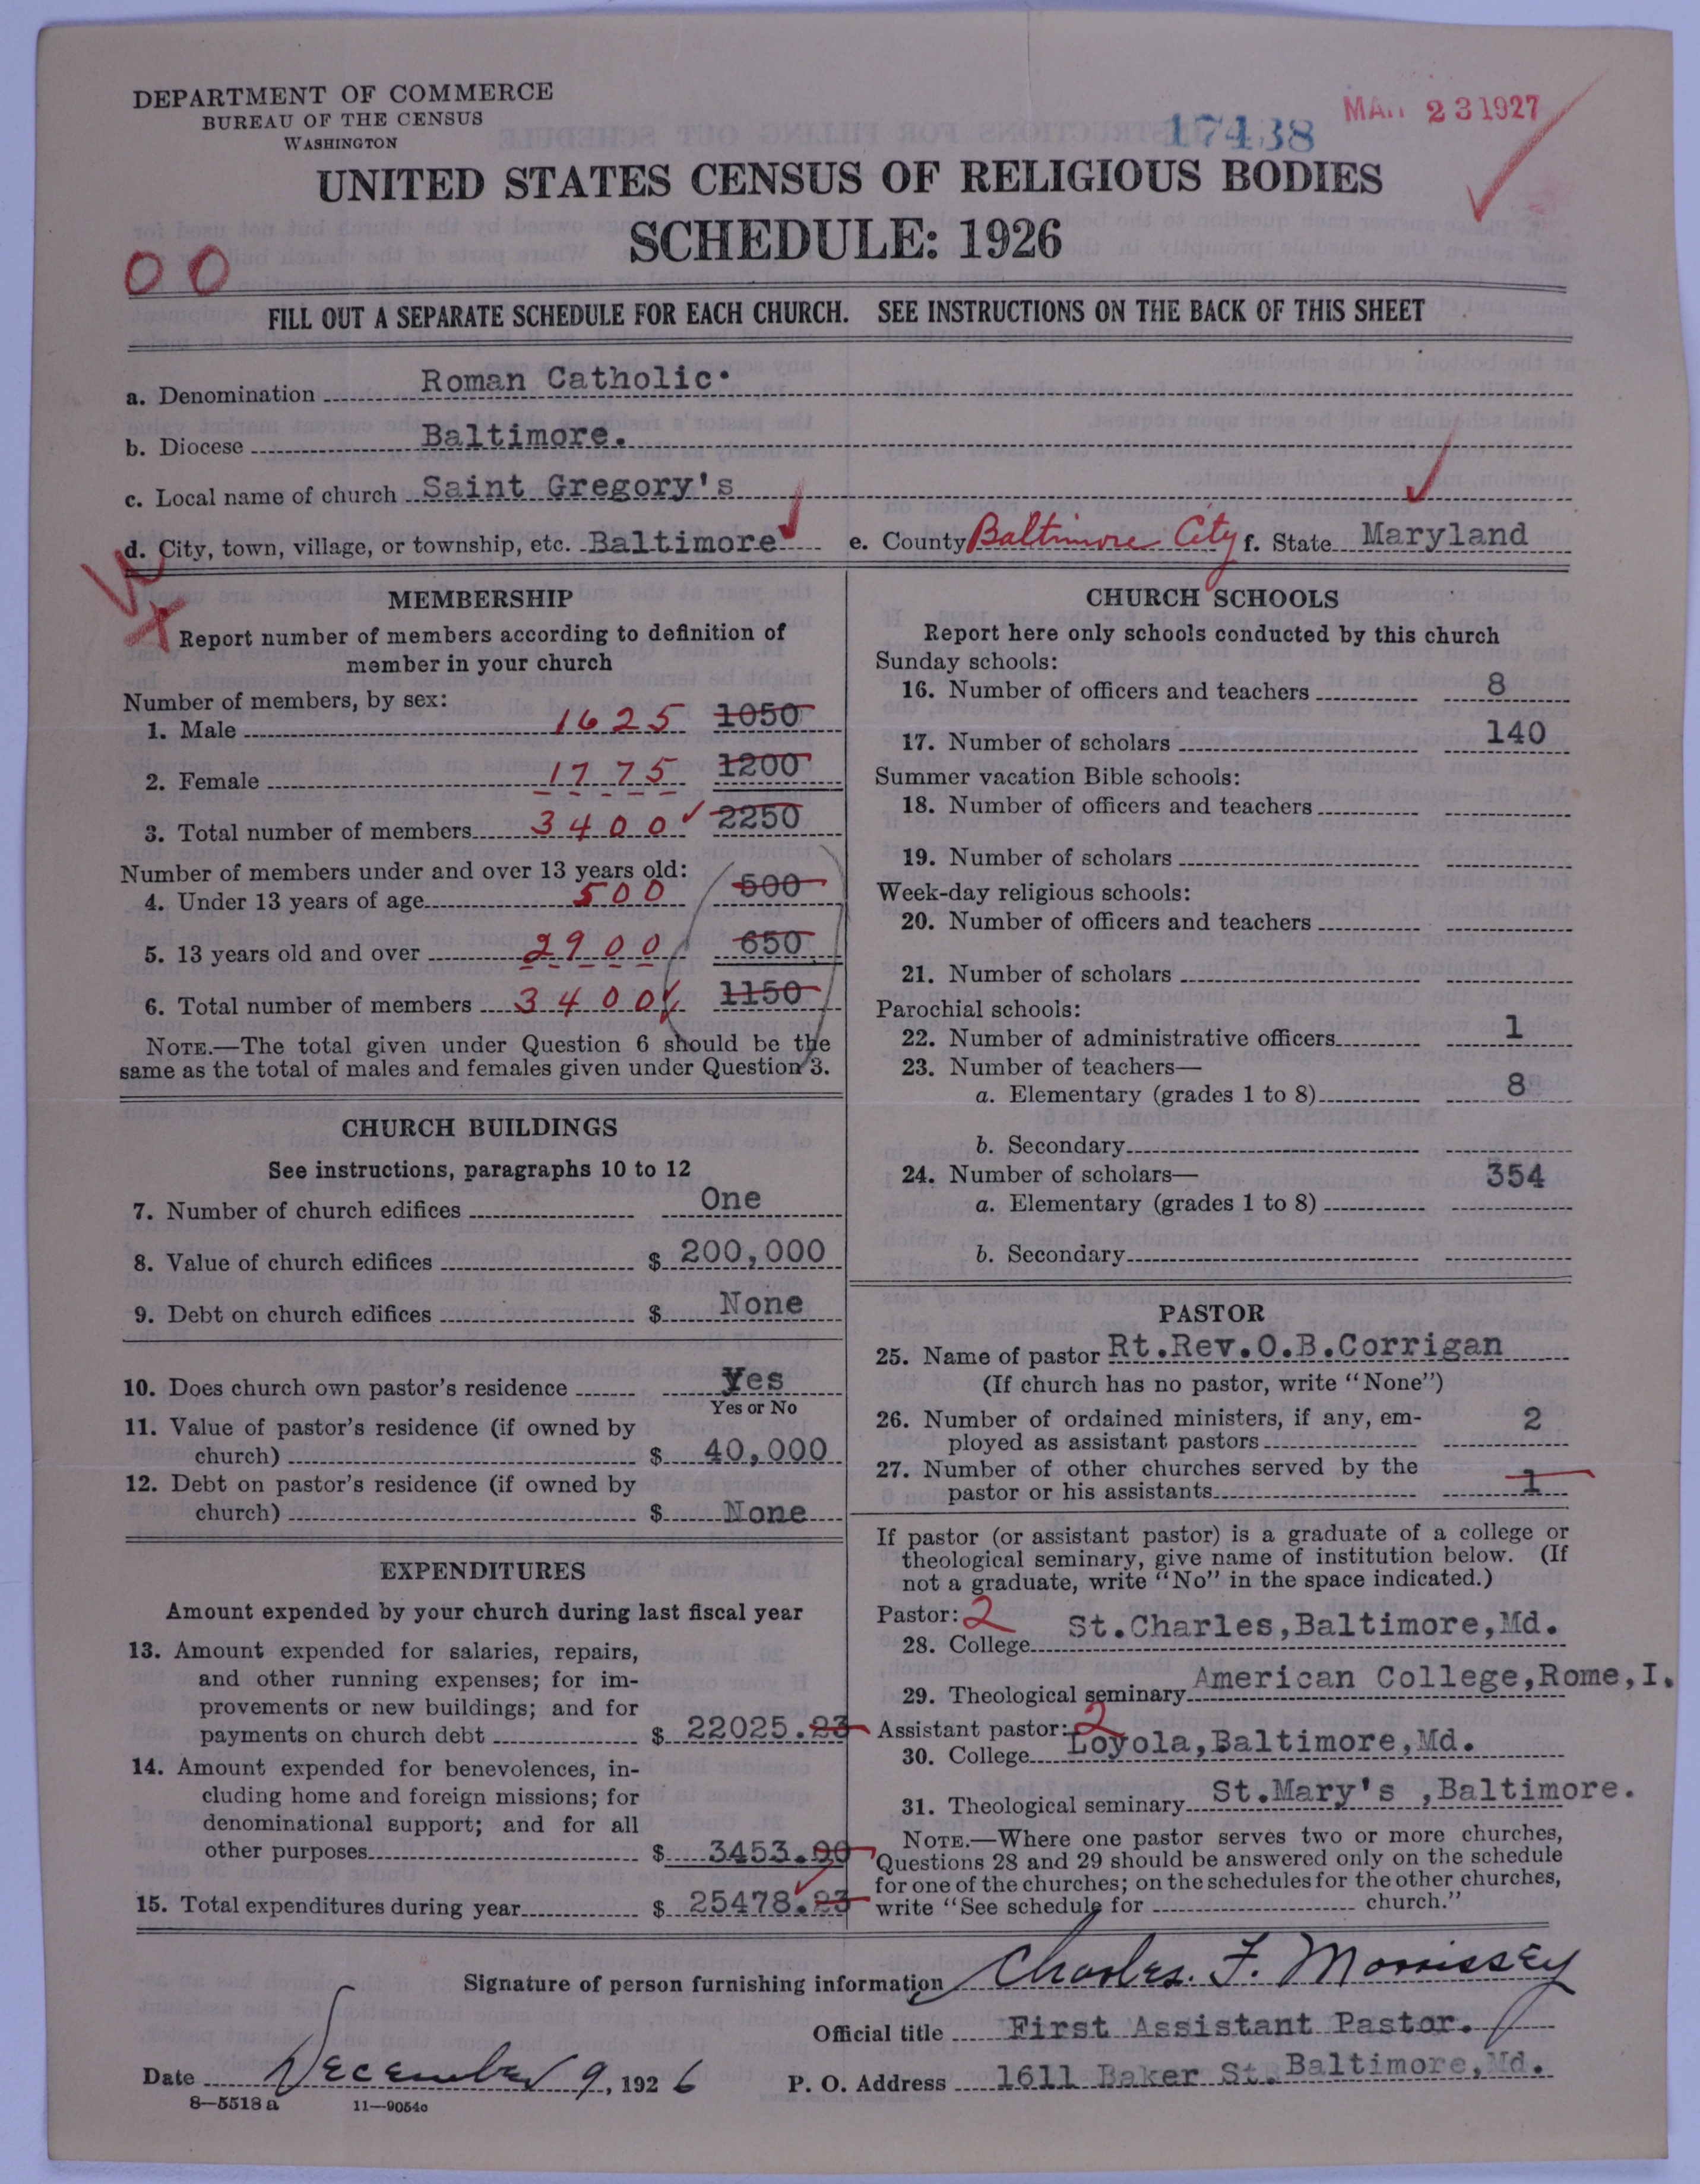 DEPARTMENT OF COMMERCE
BUREAU OF THE CENSUS
WASHINGTON
17438
MAR 23 1927
UNITED STATES CENSUS OF RELIGIOUS BODIES
SCHEDULE: 1926
00
FILL OUT A SEPARATE SCHEDULE FOR EACH CHURCH. SEE INSTRUCTIONS ON THE BACK OF THIS SHEET
a. Denomination Roman Catholic.
b. Diocese Baltimore.
c. Local name of church Saint Gregory's
d. City, town, village, or township, etc. Baltimore e. County Baltimore City f. State Maryland
MEMBERSHIP
Report number of members according to definition of
member in your church
Number of members, by sex:
1. Male 1625 1050
2. Female 1775 1200
3. Total number of members 3400 2250
Number of members under and over 13 years old:
4. Under 13 years of age 500 500
5. 13 years old and over 2900 650
6. Total number of members 3400 1150
NOTE.—The total given under Question 6 should be the
same as the total of males and females given under Question 3.
CHURCH BUILDINGS
See instructions, paragraphs 10 to 12
7. Number of church edifices One
8. Value of church edifices $ 200,000
9. Debt on church edifices $ None
10. Does church own pastor's residence Yes
Yes or No
11. Value of pastor's residence (if owned by
church) $ 40,000
12. Debt on pastor's residence (if owned by
church) $ None
EXPENDITURES
Amount expended by your church during last fiscal year
13. Amount expended for salaries, repairs,
and other running expenses; for im-
provements or new buildings; and for
payments on church debt $ 22025.23
14. Amount expended for benevolences, in-
cluding home and foreign missions; for
denominational support; and for all
other purposes $ 3453.00
15. Total expenditures during year $ 25478.23
CHURCH SCHOOLS
Report here only schools conducted by this church
Sunday schools:
16. Number of officers and teachers 8
17. Number of scholars 140
Summer vacation Bible schools:
18. Number of officers and teachers
19. Number of scholars
Week-day religious schools:
20. Number of officers and teachers
21. Number of scholars
Parochial schools:
22. Number of administrative officers 1
23. Number of teachers—
a. Elementary (grades 1 to 8) 8
b. Secondary
24. Number of scholars— 354
a. Elementary (grades 1 to 8)
b. Secondary
PASTOR
25. Name of pastor Rt.Rev.O.B.Corrigan
(If church has no pastor, write "None")
26. Number of ordained ministers, if any, em-
ployed as assistant pastors 2
27. Number of other churches served by the
pastor or his assistants 1
If pastor (or assistant pastor) is a graduate of a college or
theological seminary, give name of institution below. (If
not a graduate, write "No" in the space indicated.)
Pastor: 2
28. College St.Charles,Baltimore,Md.
29. Theological seminary American College,Rome,I.
Assistant pastor: 2
30. College Loyola,Baltimore,Md.
31. Theological seminary St.Mary's ,Baltimore.
NOTE.—Where one pastor serves two or more churches,
Questions 28 and 29 should be answered only on the schedule
for one of the churches; on the schedules for the other churches,
write "See schedule for church."
Signature of person furnishing information Charles. F. Morrissey
Official title First Assistant Pastor.
Date December 9, 1926 P. O. Address 1611 Baker St. Baltimore,Md.
8—5518a 11—9054c